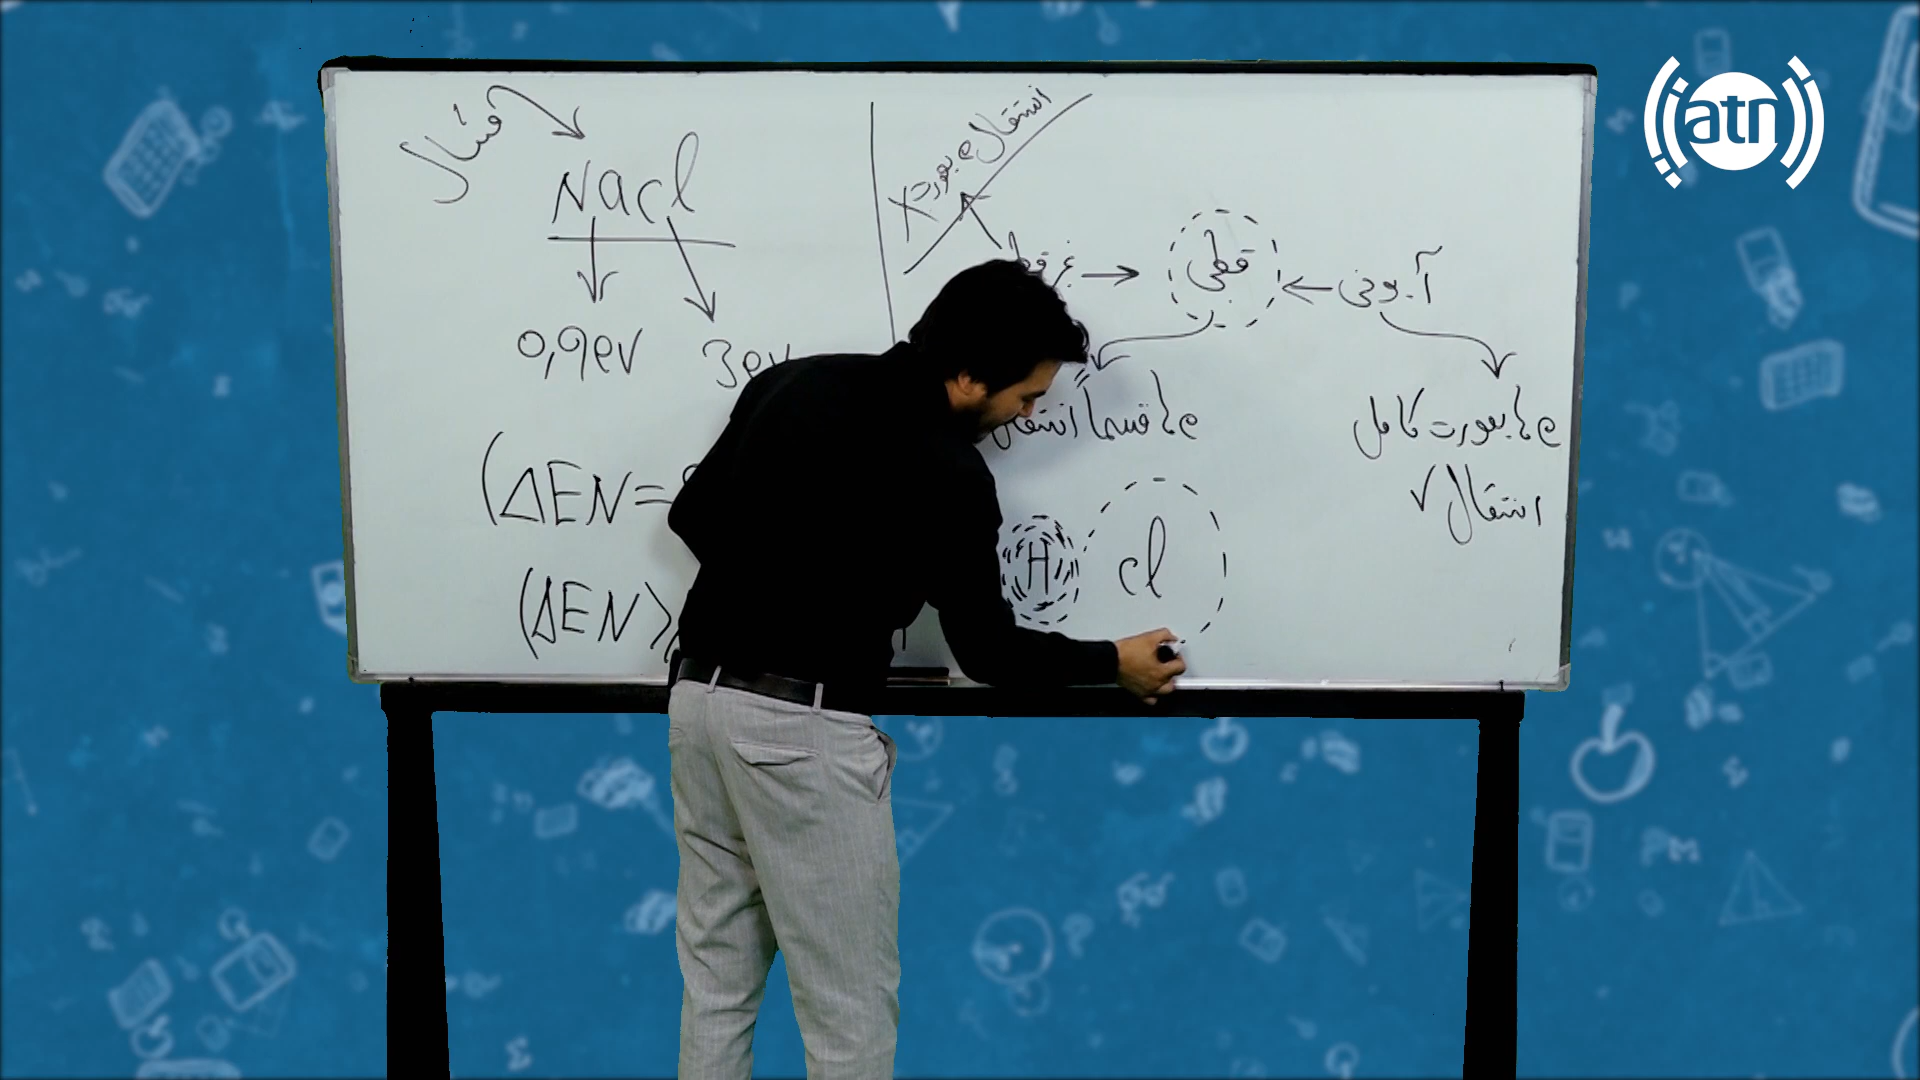 atn
مثال
NaCl
0,9ev 3ev
(ΔEN=
(ΔEN>
انتقال e بصورت X
آیونی ← قطبی → غیر
e ها بصورت کامل
انتقال ✓
e ها قسماً انتقال
H Cl